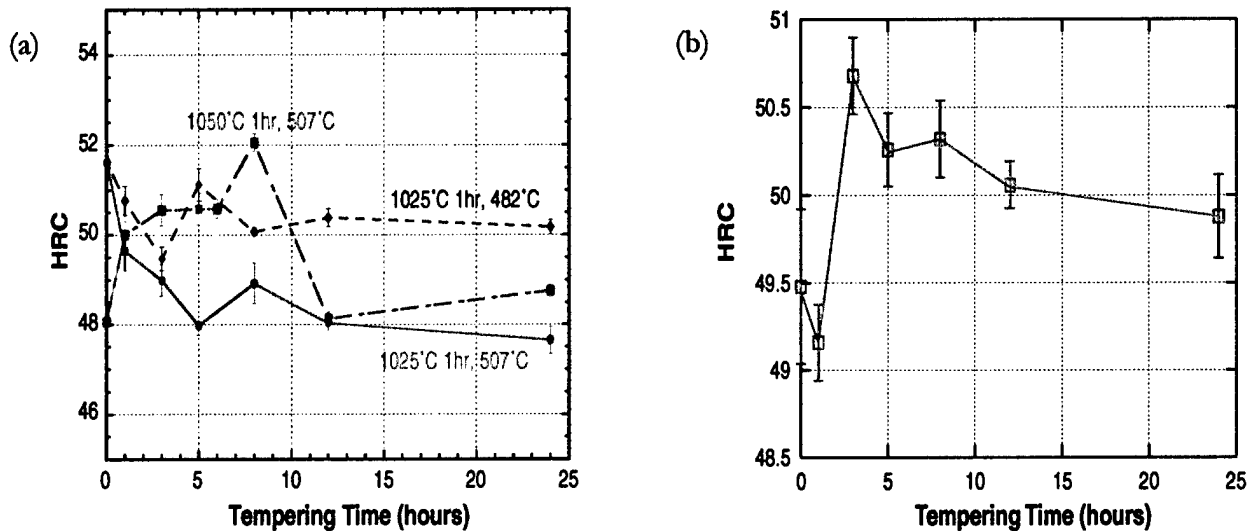 (a)
HRC
54
52
50
48
46
1050°C 1hr, 507°C
1025°C 1hr, 482°C
1025°C 1hr, 507°C
0 5 10 15 20 25
Tempering Time (hours)
(b)
HRC
51
50.5
50
49.5
49
48.5
0 5 10 15 20 25
Tempering Time (hours)